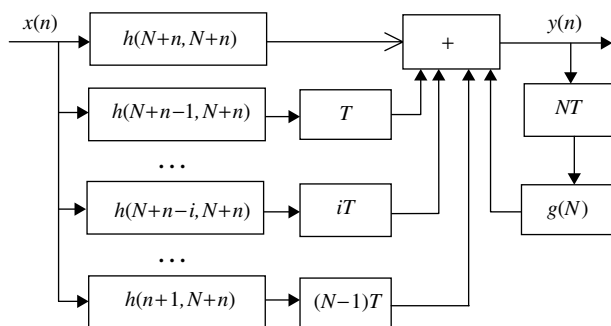 x(n)
h(N+n, N+n)
+
y(n)
h(N+n−1, N+n)
T
NT
...
h(N+n−i, N+n)
iT
g(N)
...
h(n+1, N+n)
(N−1)T